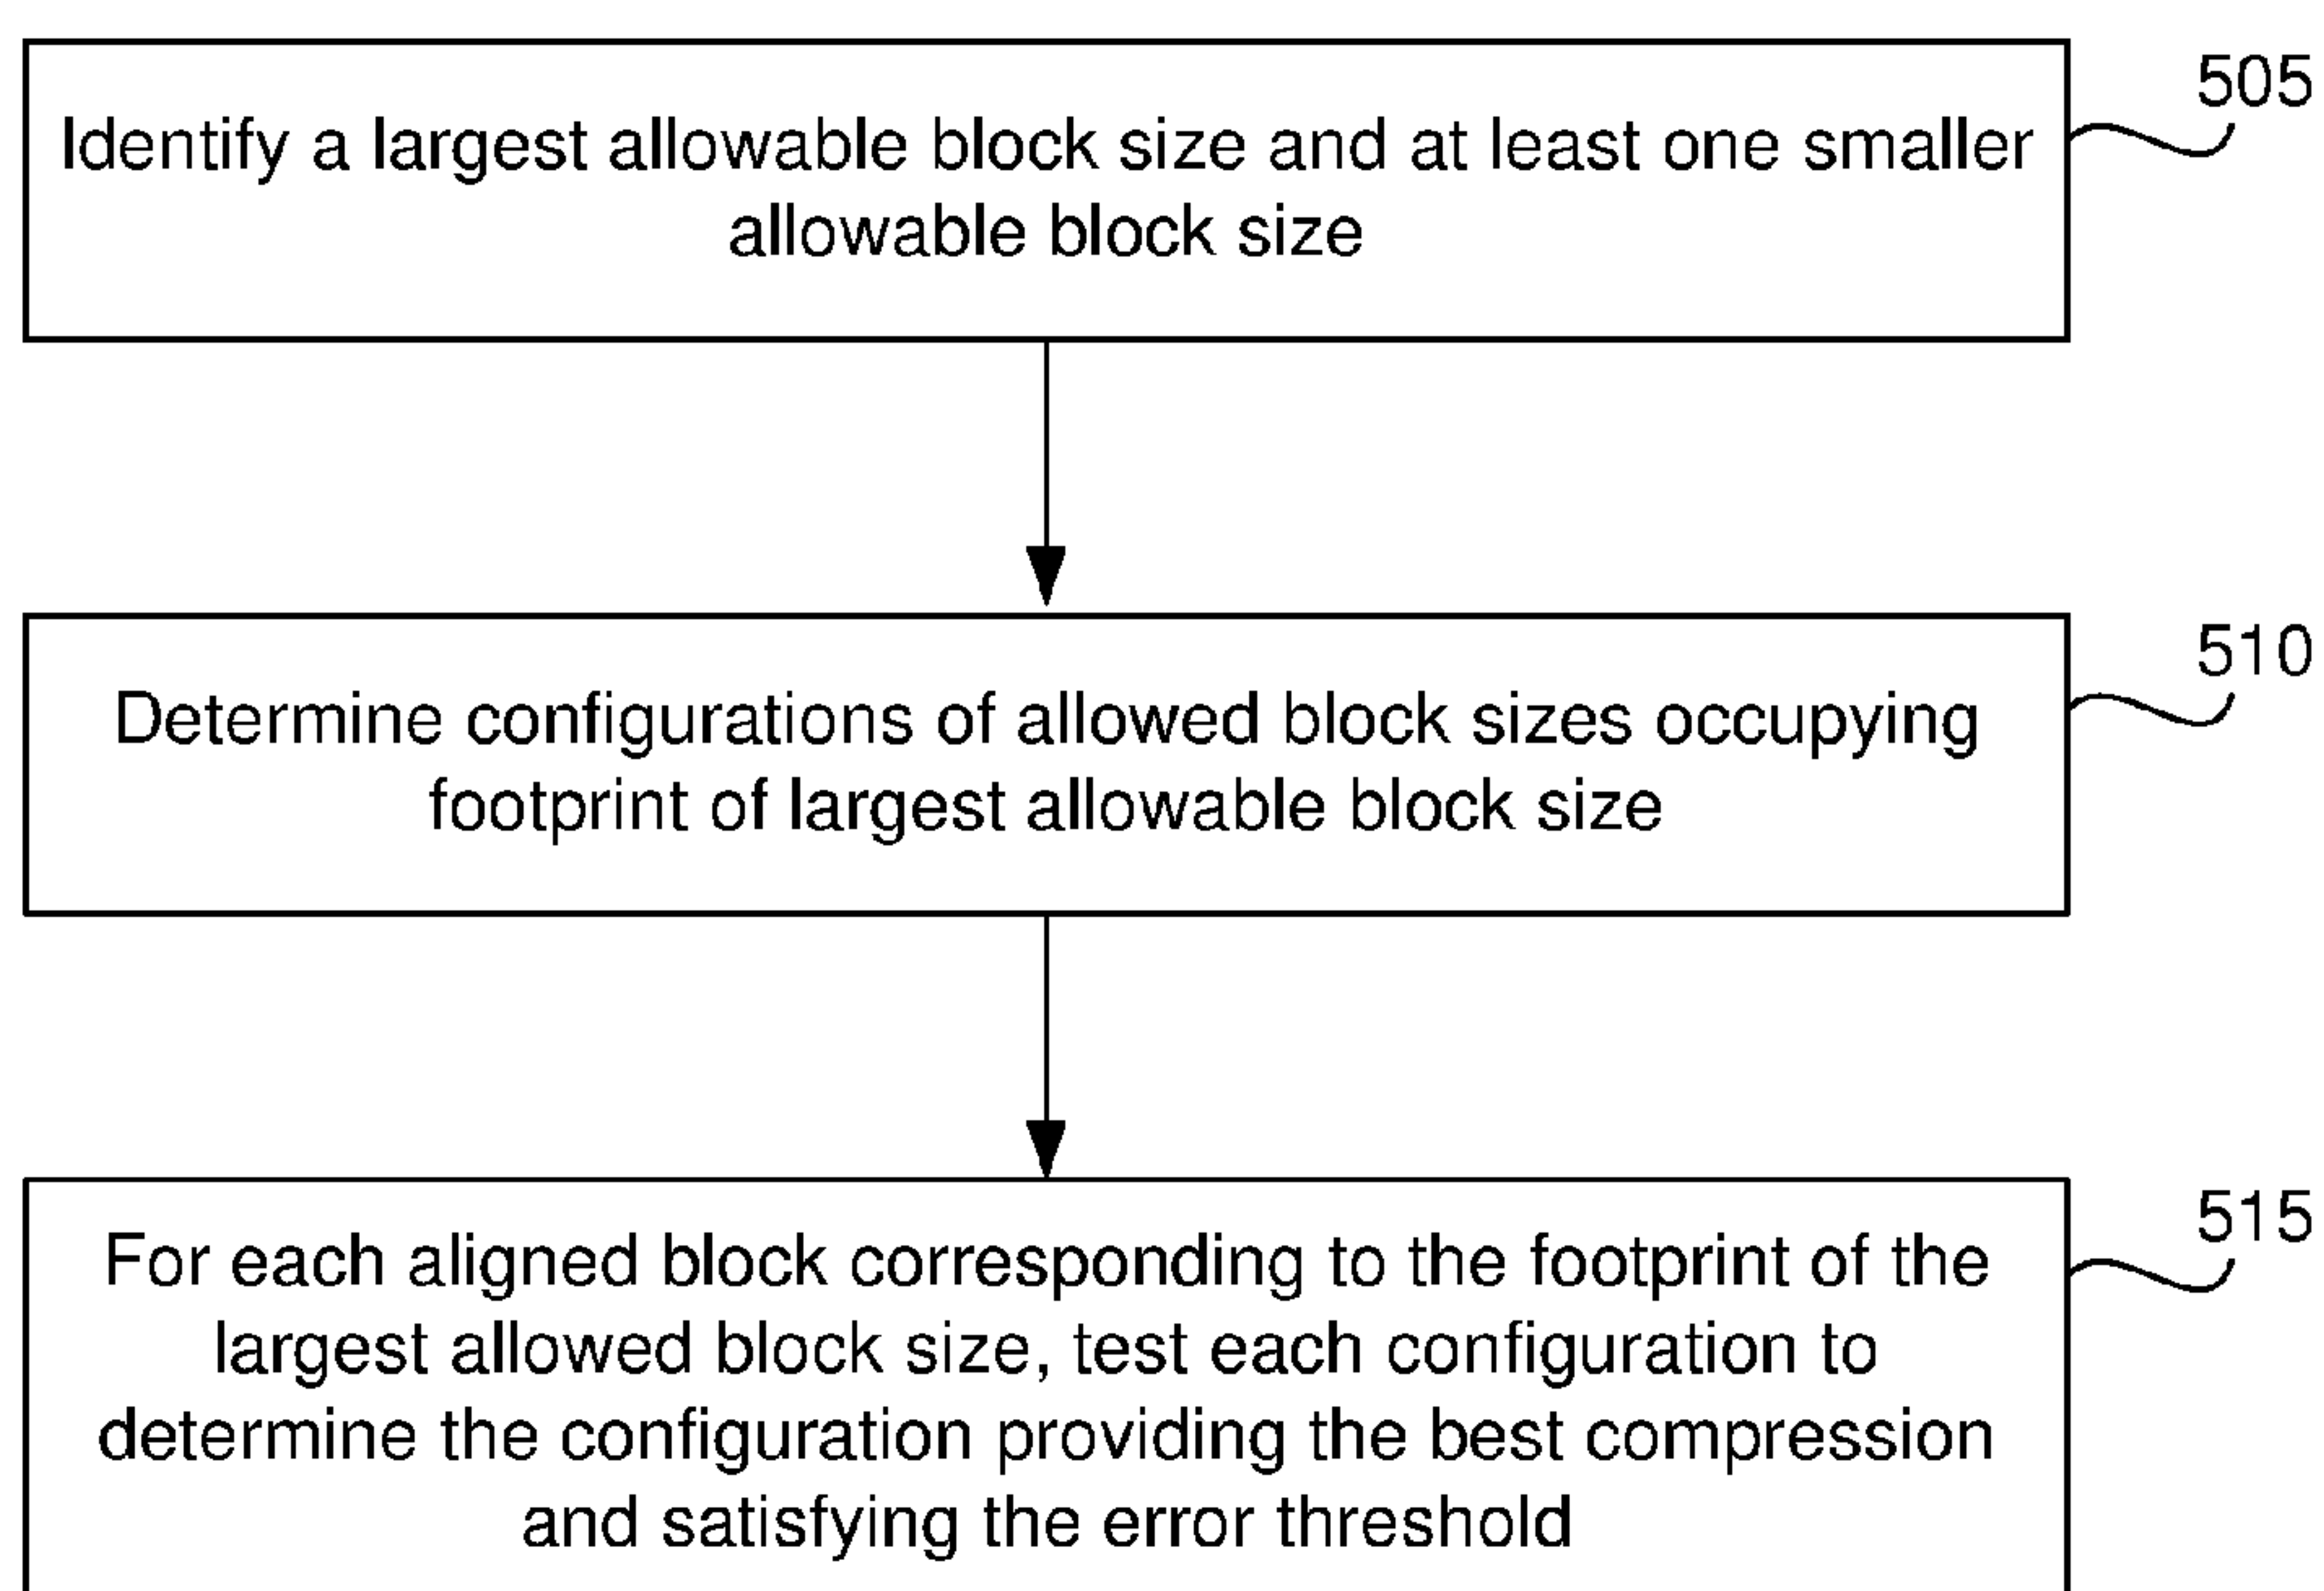 505
Identify a largest allowable block size and at least one smaller
allowable block size
510
Determine configurations of allowed block sizes occupying
footprint of largest allowable block size
515
For each aligned block corresponding to the footprint of the
largest allowed block size, test each configuration to
determine the configuration providing the best compression
and satisfying the error threshold